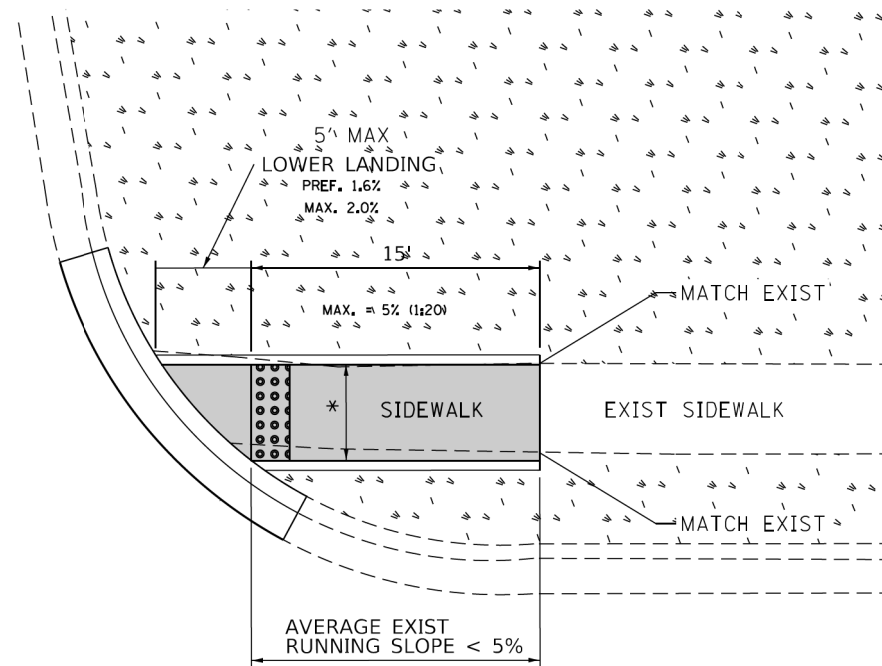 5' MAX
LOWER LANDING
PREF. 1.6%
MAX. 2.0%
15'
MAX. = 5% (1:20)
MATCH EXIST
* SIDEWALK
EXIST SIDEWALK
MATCH EXIST
AVERAGE EXIST
RUNNING SLOPE < 5%